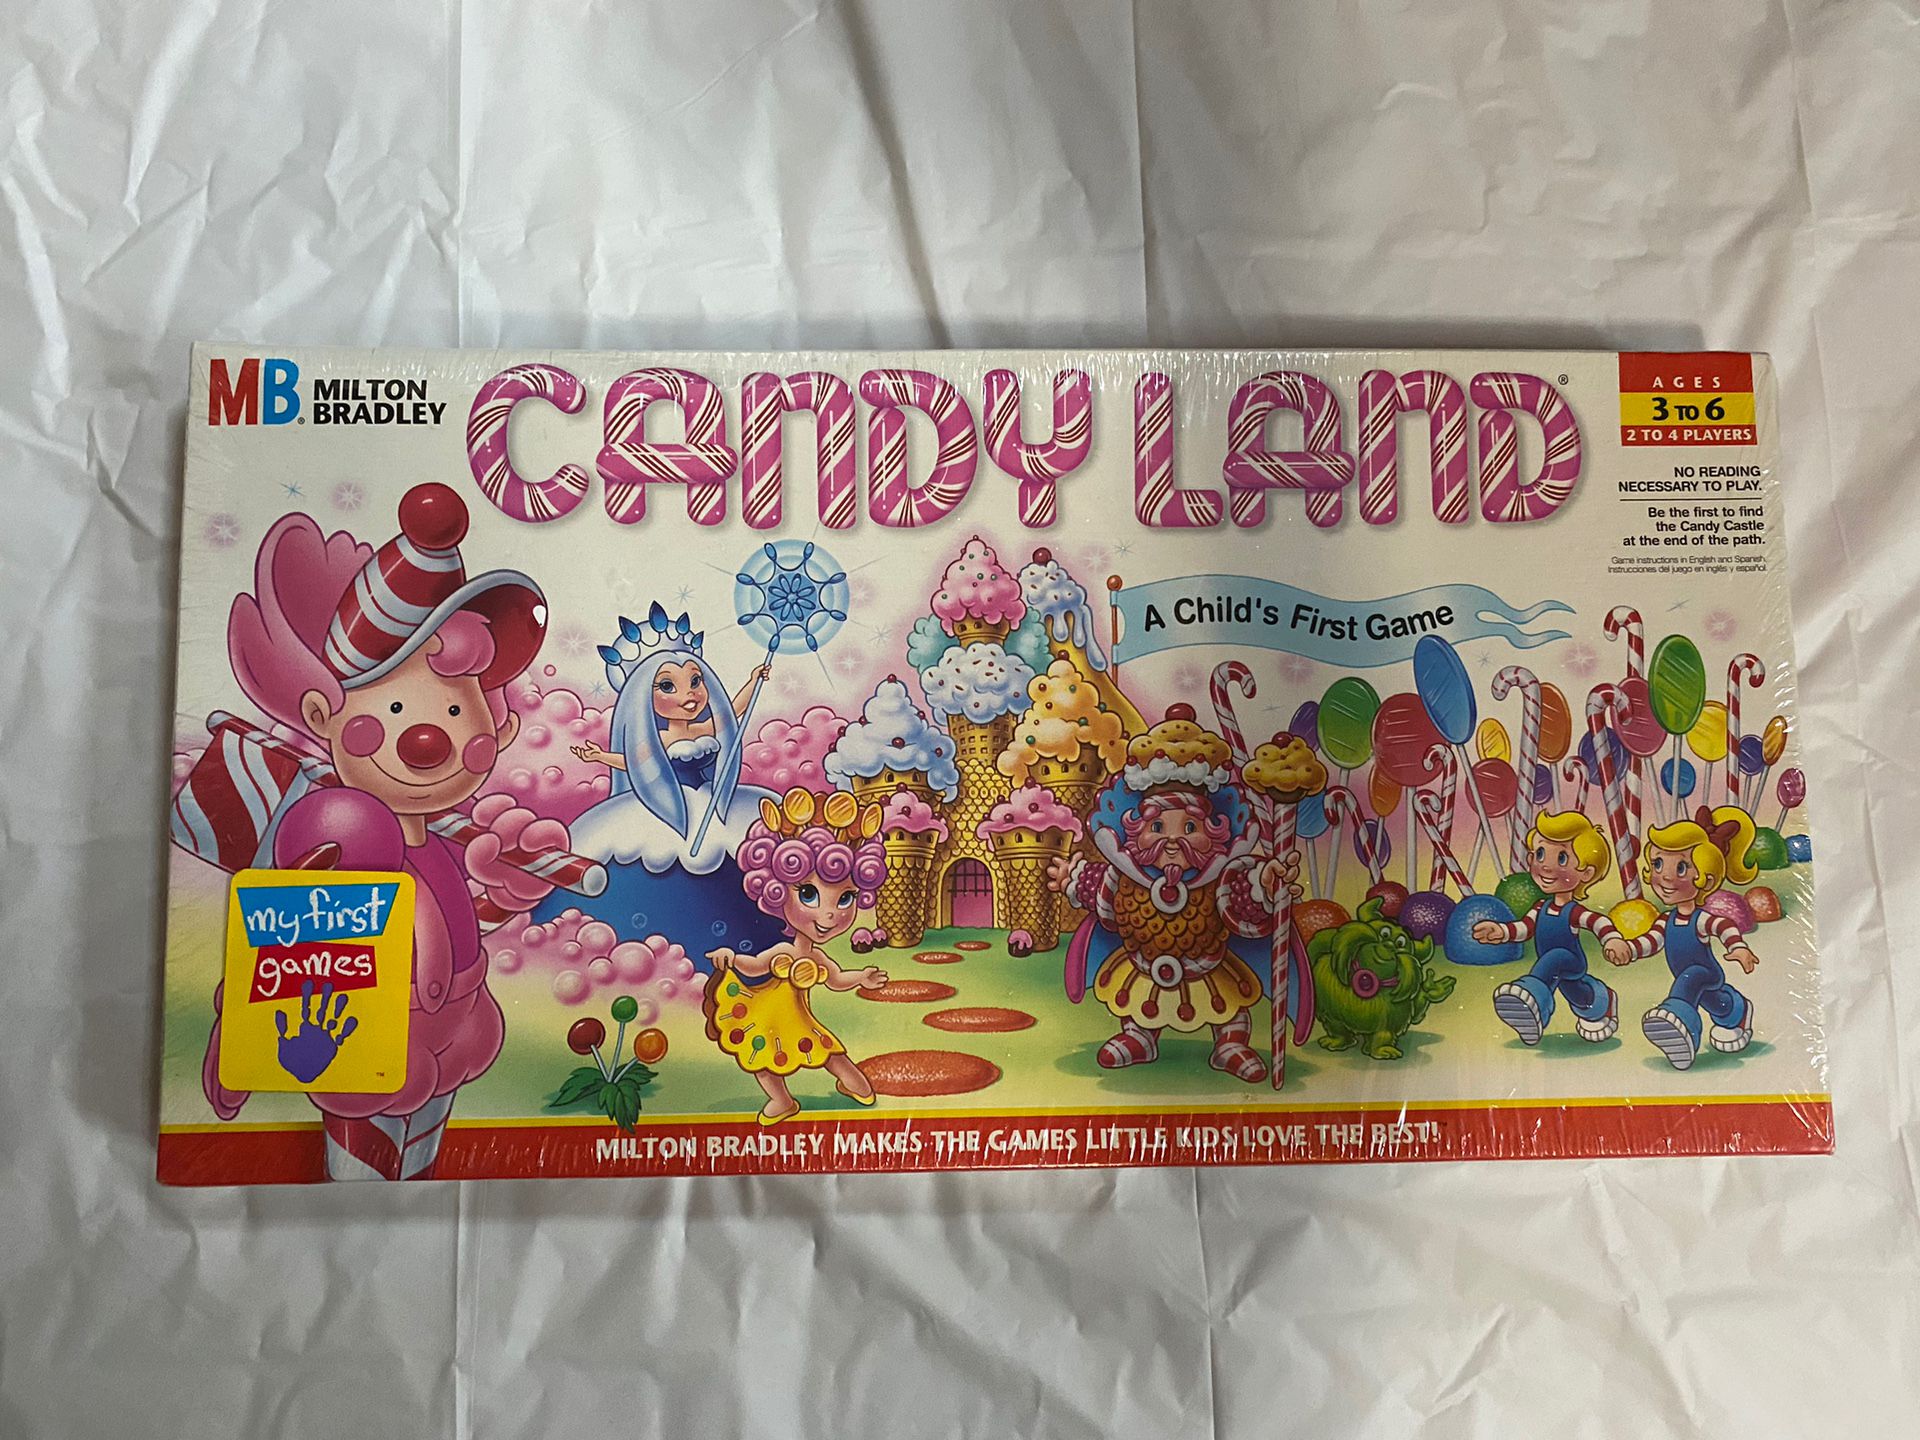 MB® MILTON BRADLEY
CANDY LAND®
AGES
3 TO 6
2 TO 4 PLAYERS
NO READING
NECESSARY TO PLAY.
Be the first to find
the Candy Castle
at the end of the path.
Game instructions in English and Spanish.
Instrucciones del juego en inglés y español.
A Child's First Game
my first
games
™
MILTON BRADLEY MAKES THE GAMES LITTLE KIDS LOVE THE BEST!